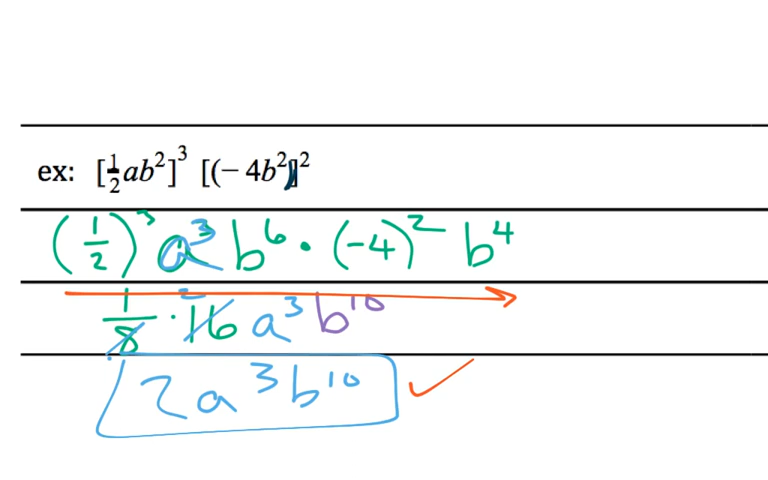 ex: [½ab²]³ [(− 4b²)]²
(1/2)³ a³ b⁶ · (-4)² b⁴
1/8 · 16² a³ b¹⁰
2a³b¹⁰ ✓